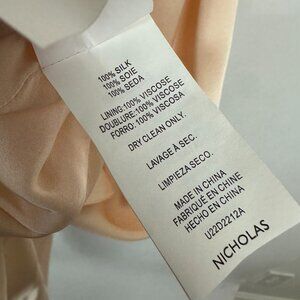 100% SILK
100% SOIE
100% SEDA
LINING:100% VISCOSE
DOUBLURE:100% VISCOSE
FORRO: 100% VISCOSA
DRY CLEAN ONLY.
LAVAGE À SEC.
LIMPIEZA SECO.
MADE IN CHINA
FABRIQUE EN CHINE
HECHO EN CHINA
U22D2212A
NICHOLAS